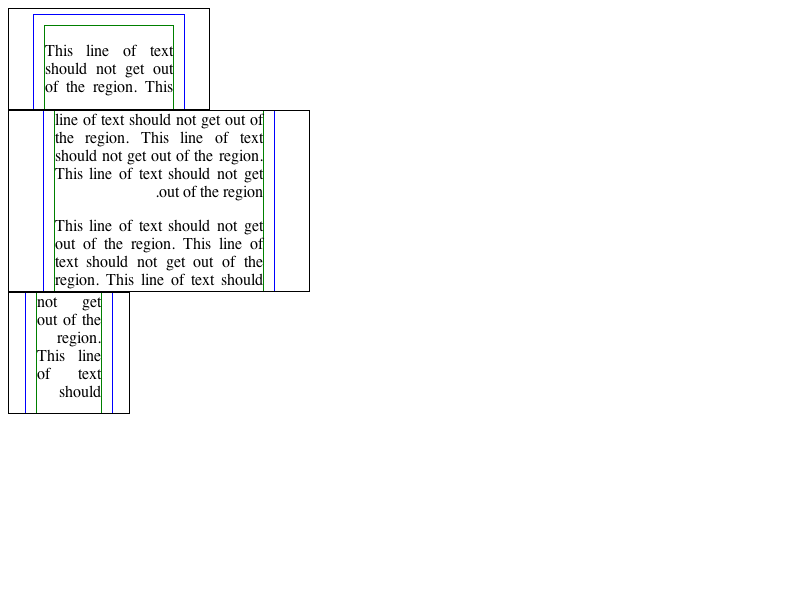 This line of text
should not get out
of the region. This
line of text should not get out of
the region. This line of text
should not get out of the region.
This line of text should not get
.out of the region
This line of text should not get
out of the region. This line of
text should not get out of the
region. This line of text should
not get
out of the
region.
This line
of text
should